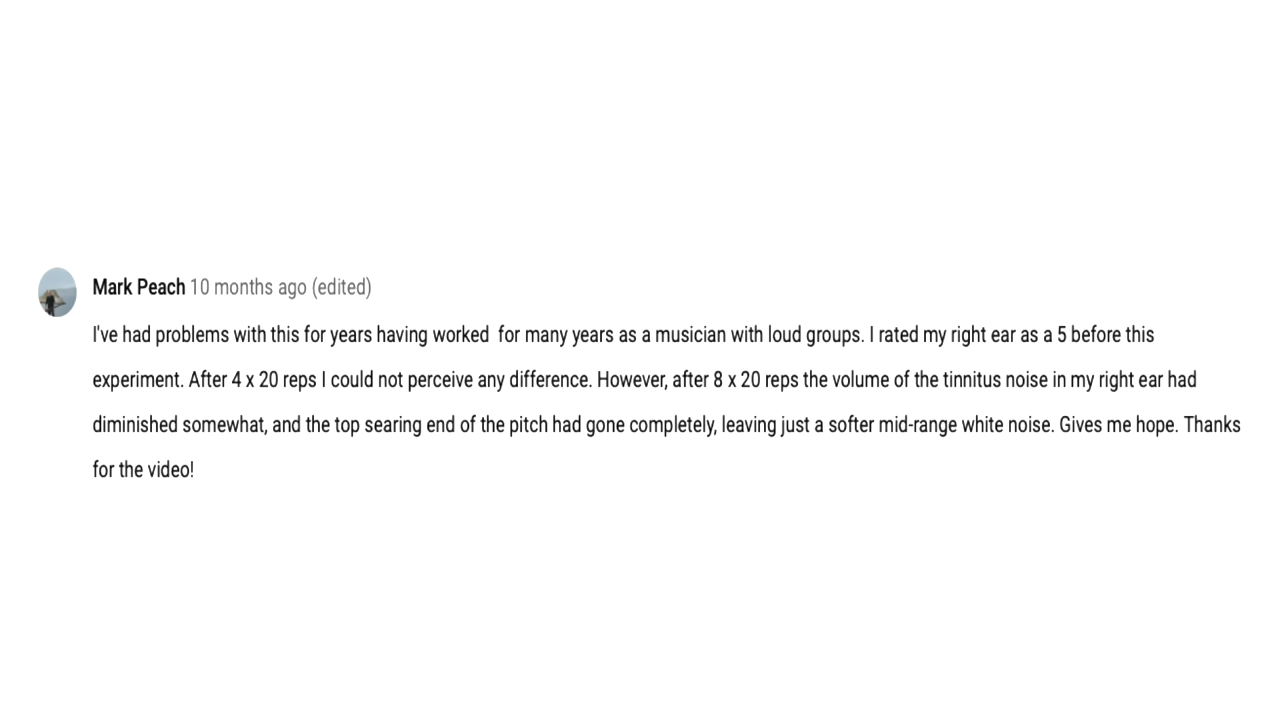 Mark Peach 10 months ago (edited)
I've had problems with this for years having worked  for many years as a musician with loud groups. I rated my right ear as a 5 before this
experiment. After 4 x 20 reps I could not perceive any difference. However, after 8 x 20 reps the volume of the tinnitus noise in my right ear had
diminished somewhat, and the top searing end of the pitch had gone completely, leaving just a softer mid-range white noise. Gives me hope. Thanks
for the video!